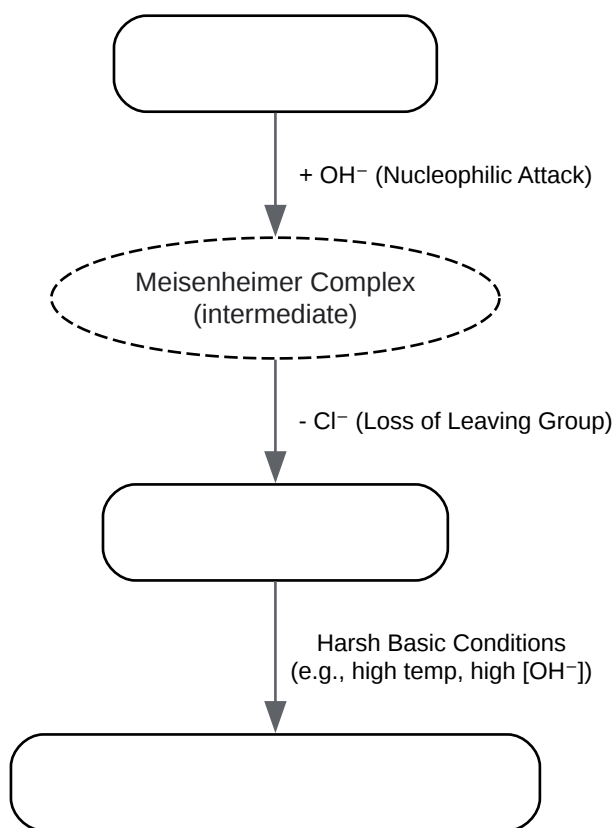 + OH⁻ (Nucleophilic Attack)
Meisenheimer Complex
(intermediate)
- Cl⁻ (Loss of Leaving Group)
Harsh Basic Conditions
(e.g., high temp, high [OH⁻])